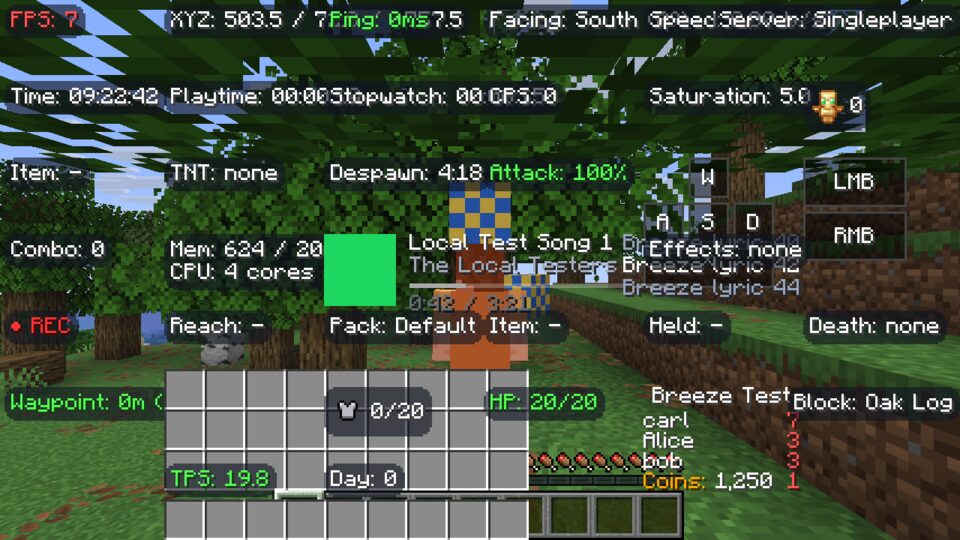 FPS: 7
XYZ: 503.5 / 7
Ping: 0ms
7.5
Facing: South
Speed
Server: Singleplayer
Time: 09:22:42
Playtime: 00:00
Stopwatch: 00
CPS: 0
Saturation: 5.0
0
Item: -
TNT: none
Despawn: 4:18
Attack: 100%
W
LMB
A S D
RMB
Combo: 0
Mem: 624 / 20
CPU: 4 cores
Local Test Song 1
The Local Testers
0:42 / 3:21
Effects: none
Breeze lyric 42
Breeze lyric 44
● REC
Reach: -
Pack: Default
Item: -
Held: -
Death: none
Waypoint: 0m (
0/20
HP: 20/20
Breeze Test
Block: Oak Log
carl 7
Alice 3
bob 3
Coins: 1,250 1
TPS: 19.8
Day: 0